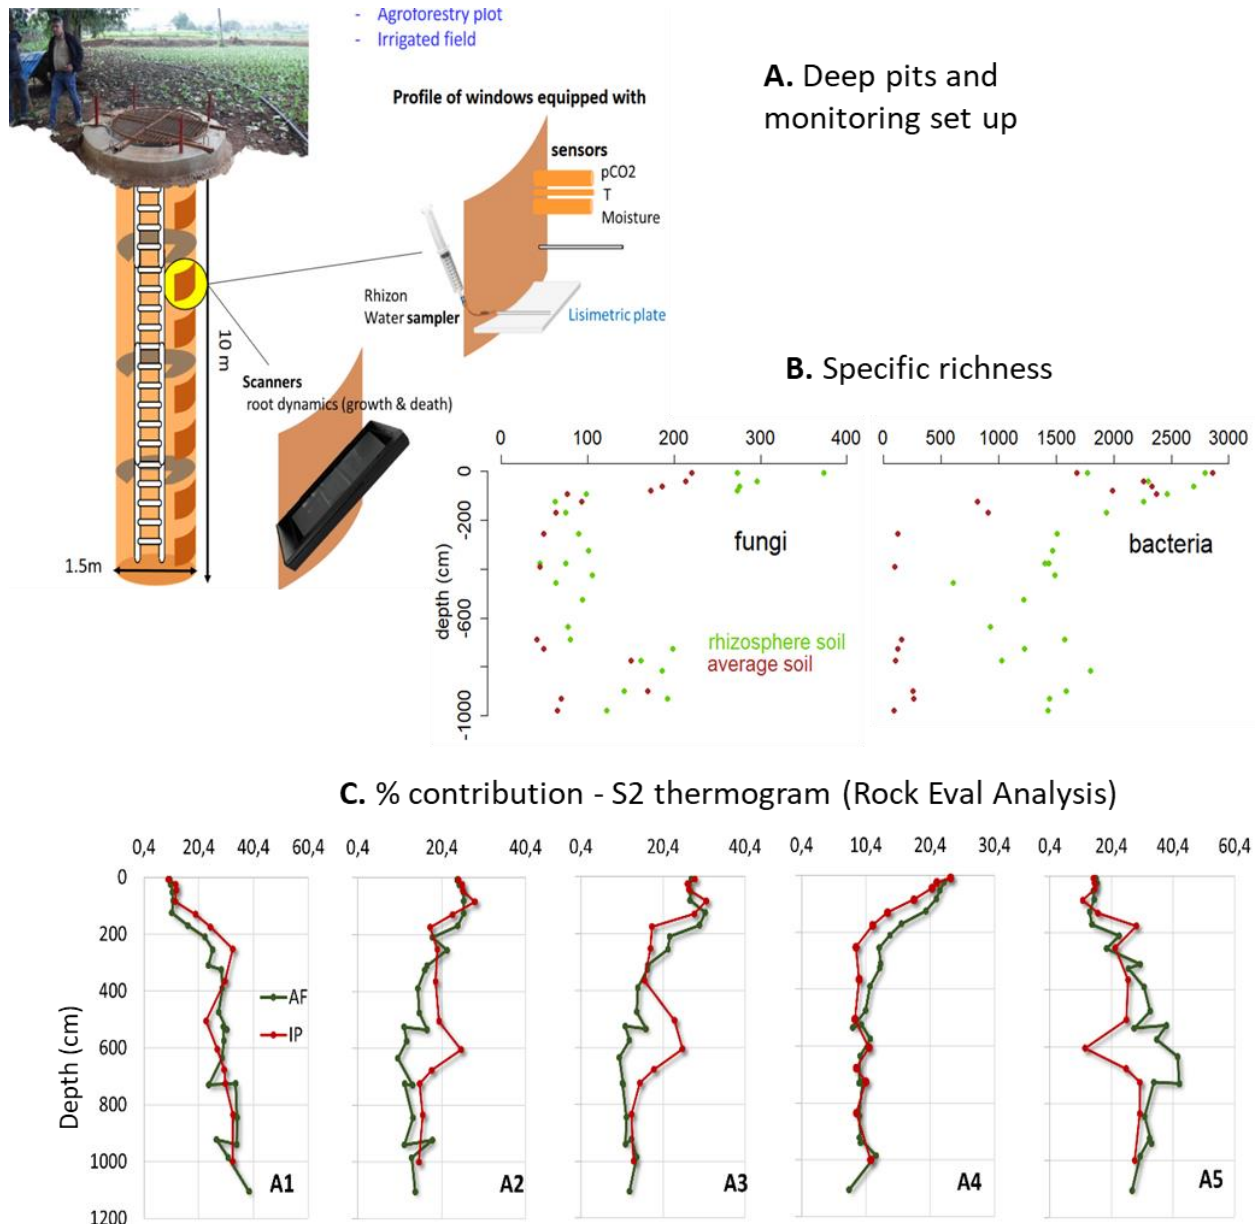 - Agroforestry plot
- Irrigated field
A. Deep pits and
monitoring set up
Profile of windows equipped with
sensors
pCO2
T
Moisture
Rhizon
Water sampler
Lisimetric plate
10 m
Scanners
root dynamics (growth & death)
1.5m
B. Specific richness
0 100 200 300 400
0 500 1000 1500 2000 2500 3000
0
-200
-600
-1000
depth (cm)
fungi
bacteria
rhizosphere soil
average soil
C. % contribution - S2 thermogram (Rock Eval Analysis)
0,4 20,4 40,4 60,4
0,4 20,4 40,4
0,4 20,4 40,4
0,4 10,4 20,4 30,4
0,4 20,4 40,4 60,4
0
200
400
600
800
1000
1200
Depth (cm)
AF
IP
A1
A2
A3
A4
A5